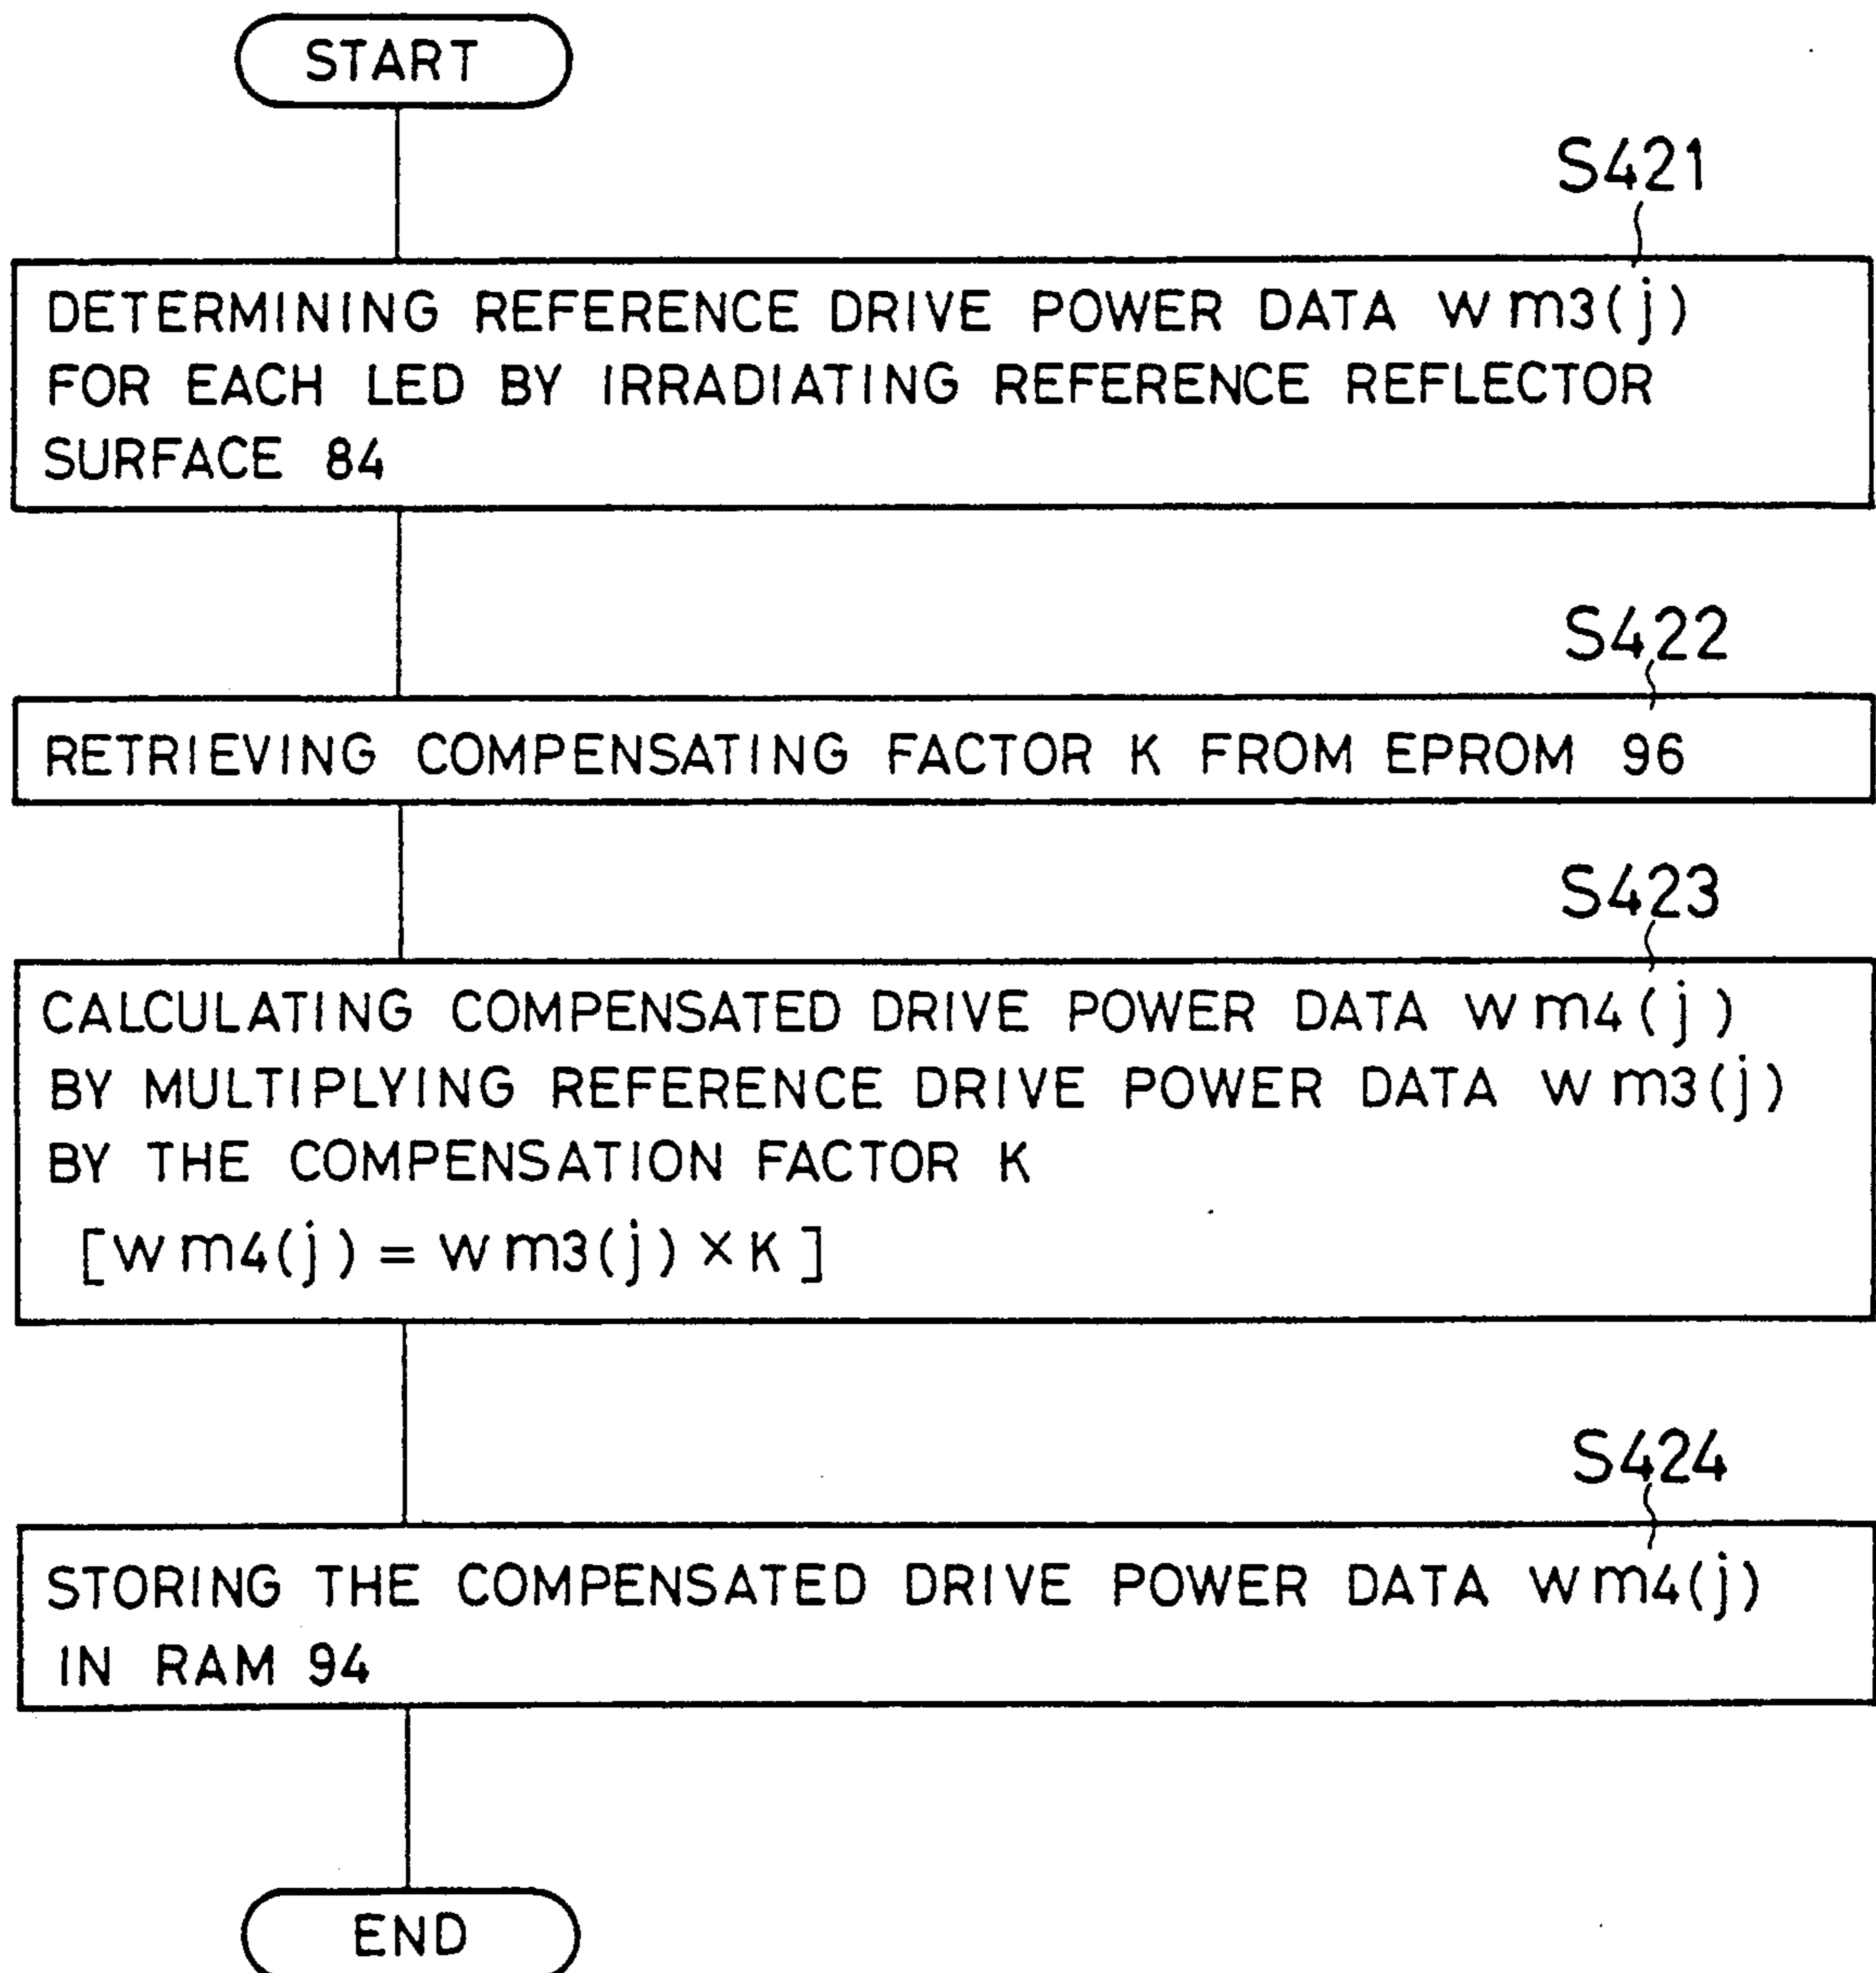 START
S421
DETERMINING REFERENCE DRIVE POWER DATA Wm3(j)
FOR EACH LED BY IRRADIATING REFERENCE REFLECTOR
SURFACE 84
S422
RETRIEVING COMPENSATING FACTOR K FROM EPROM 96
S423
CALCULATING COMPENSATED DRIVE POWER DATA Wm4(j)
BY MULTIPLYING REFERENCE DRIVE POWER DATA Wm3(j)
BY THE COMPENSATION FACTOR K
[Wm4(j) = Wm3(j) × K]
S424
STORING THE COMPENSATED DRIVE POWER DATA Wm4(j)
IN RAM 94
END